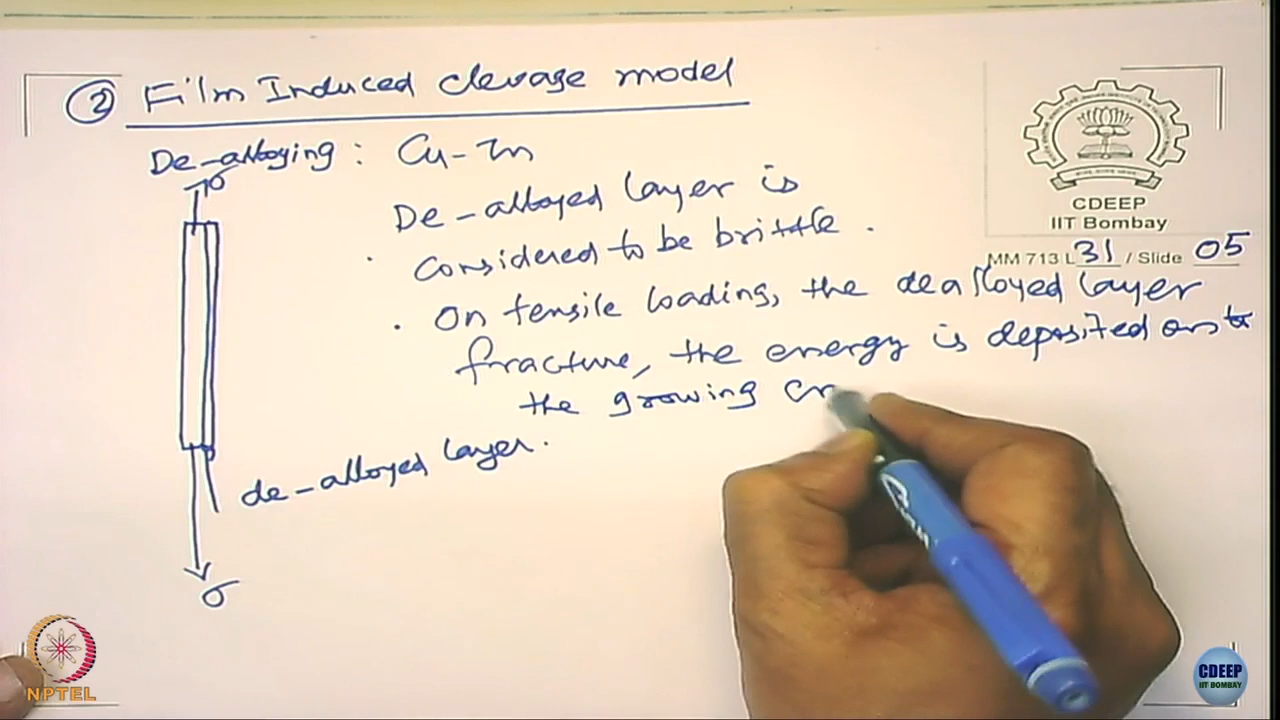 ② Film Induced clevage model
De-alloying : Cu-Zn
σ
De-alloyed layer is
considered to be brittle.
. On tensile loading, the dealloyed layer
fracture, the energy is deposited on to
the growing cr
de-alloyed layer.
σ
CDEEP
IIT Bombay
MM 713 L 31 / Slide 05
NPTEL
CDEEP
IIT BOMBAY